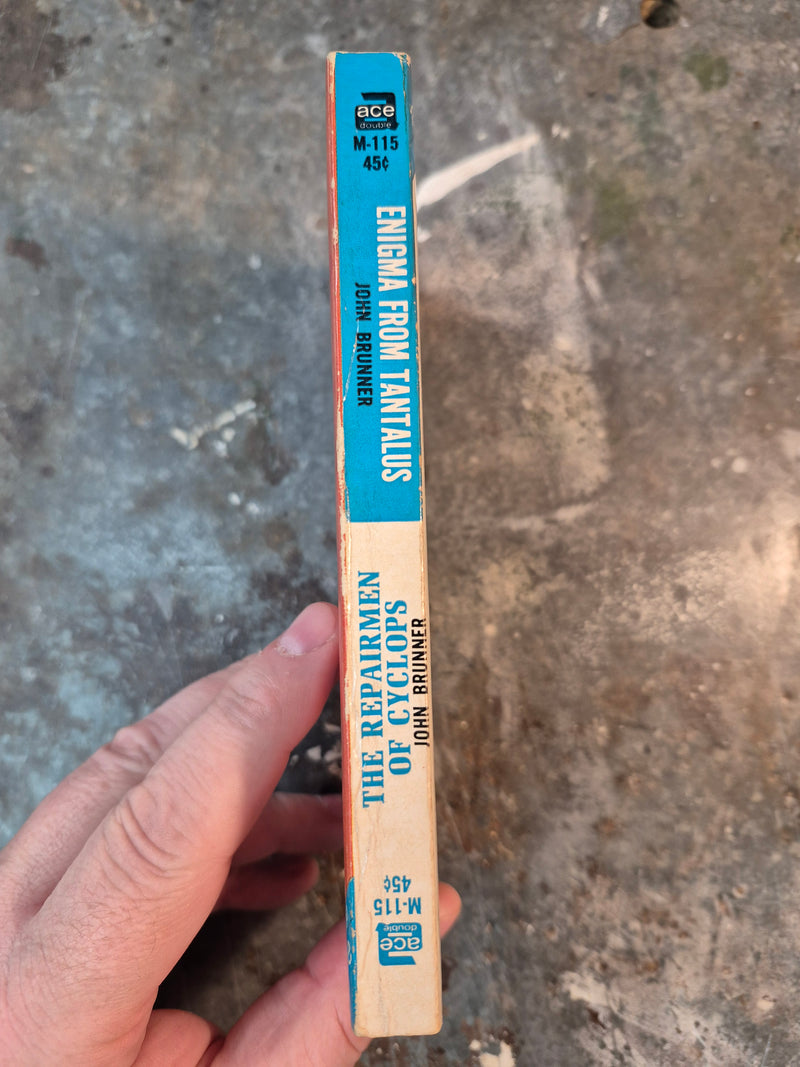 ace
double
M-115
45¢
ENIGMA FROM TANTALUS
JOHN BRUNNER
THE REPAIRMEN
OF CYCLOPS
JOHN BRUNNER
ace
double
M-115
45¢